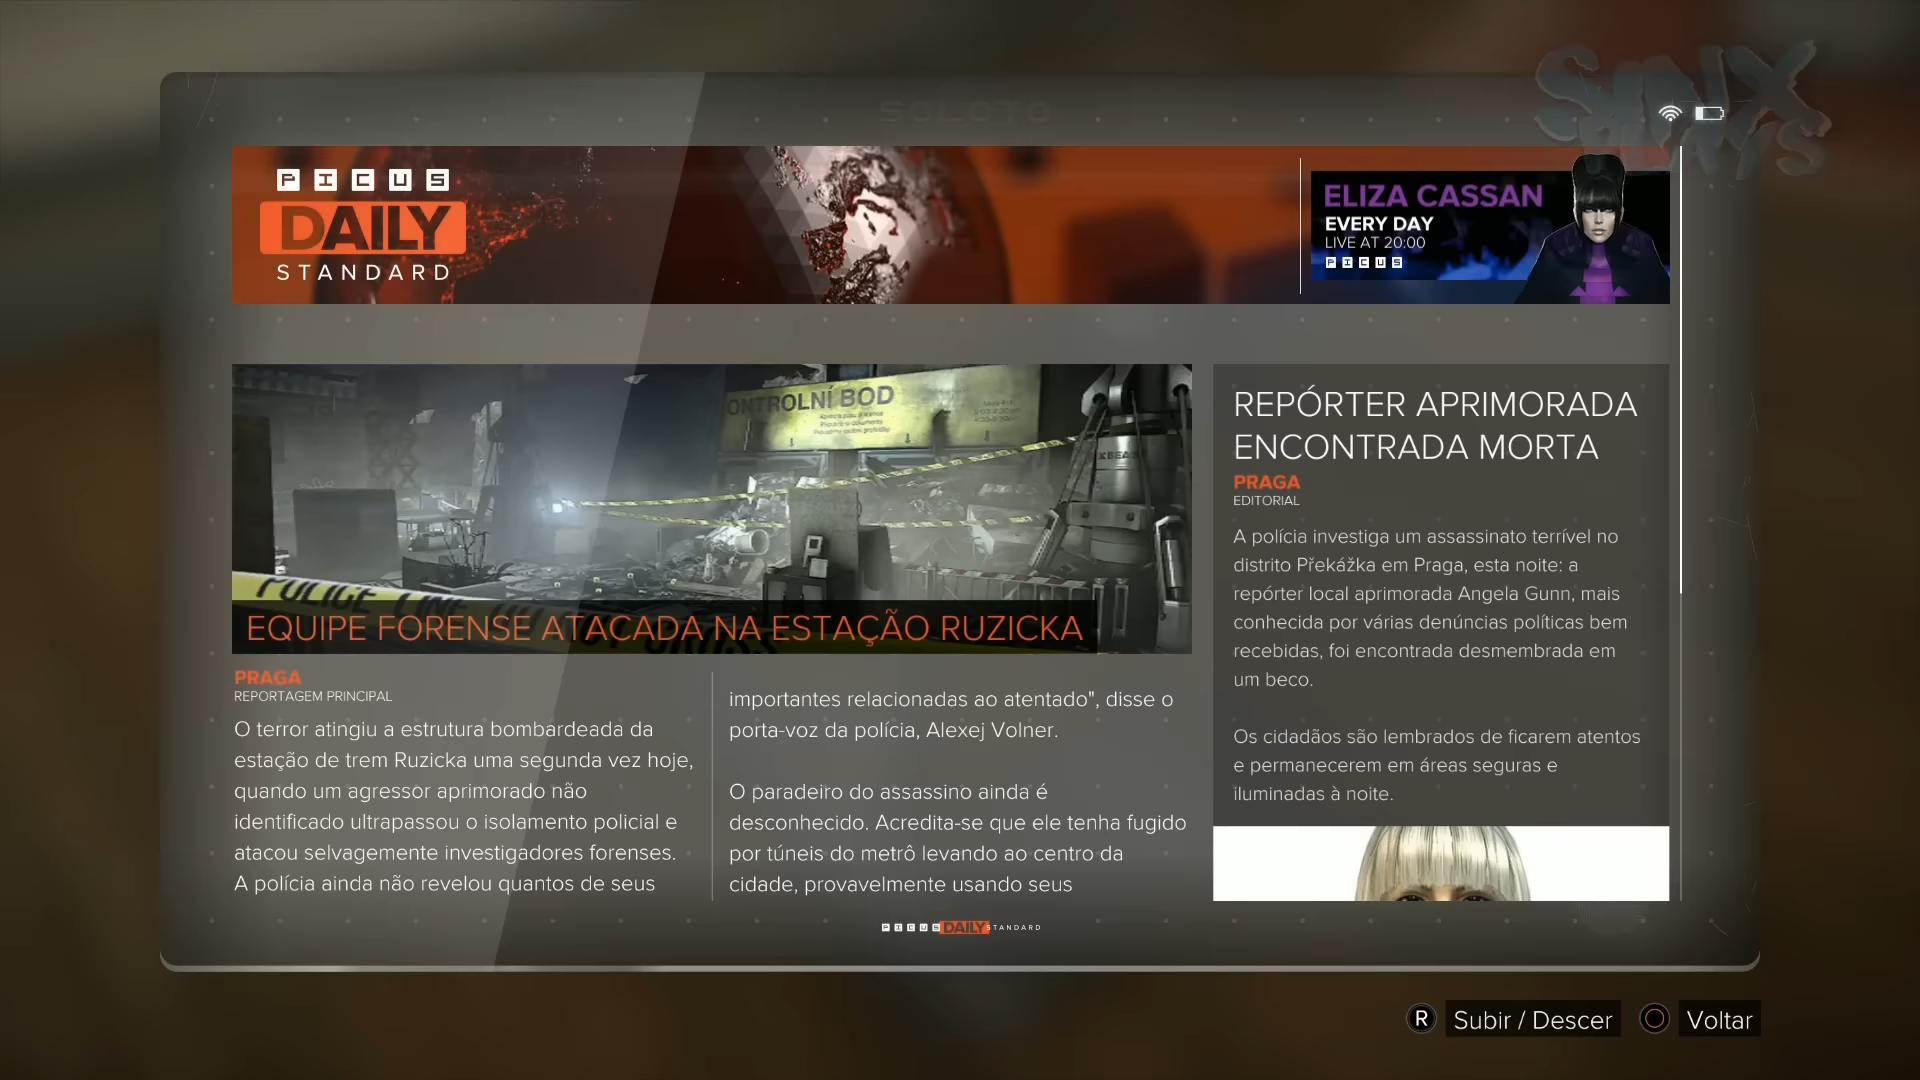 PICUS
DAILY
STANDARD
ELIZA CASSAN
EVERY DAY
LIVE AT 20:00
PICUS
ONTROLNÍ BOD
POLICE LINE DO NOT CROSS
EQUIPE FORENSE ATACADA NA ESTAÇÃO RUZICKA
PRAGA
REPORTAGEM PRINCIPAL
O terror atingiu a estrutura bombardeada da
estação de trem Ruzicka uma segunda vez hoje,
quando um agressor aprimorado não
identificado ultrapassou o isolamento policial e
atacou selvagemente investigadores forenses.
A polícia ainda não revelou quantos de seus
importantes relacionadas ao atentado", disse o
porta-voz da polícia, Alexej Volner.
O paradeiro do assassino ainda é
desconhecido. Acredita-se que ele tenha fugido
por túneis do metrô levando ao centro da
cidade, provavelmente usando seus
REPÓRTER APRIMORADA
ENCONTRADA MORTA
PRAGA
EDITORIAL
A polícia investiga um assassinato terrível no
distrito Překážka em Praga, esta noite: a
repórter local aprimorada Angela Gunn, mais
conhecida por várias denúncias políticas bem
recebidas, foi encontrada desmembrada em
um beco.
Os cidadãos são lembrados de ficarem atentos
e permanecerem em áreas seguras e
iluminadas à noite.
PICUS DAILY STANDARD
R Subir / Descer
Voltar